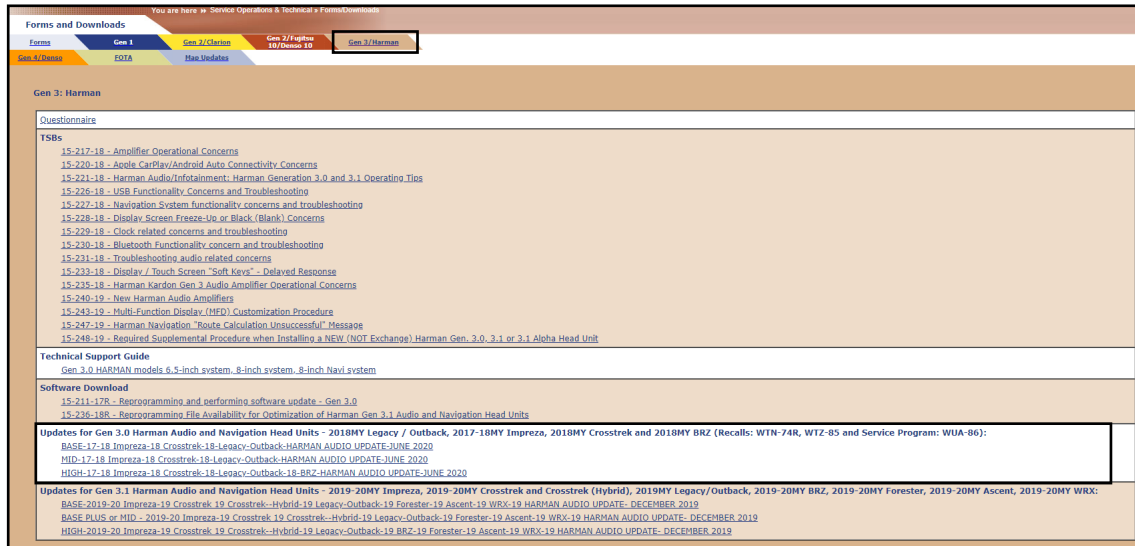 You are here » Service Operations & Technical » Forms/Downloads
Forms and Downloads
Forms
Gen 1
Gen 2/Clarion
Gen 2/Fujitsu
10/Denso 10
Gen 3/Harman
Gen 4/Denso
FOTA
Map Updates
Gen 3: Harman
Questionnaire
TSBs
15-217-18 - Amplifier Operational Concerns
15-220-18 - Apple CarPlay/Android Auto Connectivity Concerns
15-221-18 - Harman Audio/Infotainment: Harman Generation 3.0 and 3.1 Operating Tips
15-226-18 - USB Functionality Concerns and Troubleshooting
15-227-18 - Navigation System functionality concerns and troubleshooting
15-228-18 - Display Screen Freeze-Up or Black (Blank) Concerns
15-229-18 - Clock related concerns and troubleshooting
15-230-18 - Bluetooth Functionality concern and troubleshooting
15-231-18 - Troubleshooting audio related concerns
15-233-18 - Display / Touch Screen "Soft Keys" - Delayed Response
15-235-18 - Harman Kardon Gen 3 Audio Amplifier Operational Concerns
15-240-19 - New Harman Audio Amplifiers
15-243-19 - Multi-Function Display (MFD) Customization Procedure
15-247-19 - Harman Navigation "Route Calculation Unsuccessful" Message
15-248-19 - Required Supplemental Procedure when Installing a NEW (NOT Exchange) Harman Gen. 3.0, 3.1 or 3.1 Alpha Head Unit
Technical Support Guide
Gen 3.0 HARMAN models 6.5-inch system, 8-inch system, 8-inch Navi system
Software Download
15-211-17R - Reprogramming and performing software update - Gen 3.0
15-236-18R - Reprogramming File Availability for Optimization of Harman Gen 3.1 Audio and Navigation Head Units
Updates for Gen 3.0 Harman Audio and Navigation Head Units - 2018MY Legacy / Outback, 2017-18MY Impreza, 2018MY Crosstrek and 2018MY BRZ (Recalls: WTN-74R, WTZ-85 and Service Program: WUA-86):
BASE-17-18 Impreza-18 Crosstrek-18-Legacy-Outback-HARMAN AUDIO UPDATE-JUNE 2020
MID-17-18 Impreza-18 Crosstrek-18-Legacy-Outback-HARMAN AUDIO UPDATE-JUNE 2020
HIGH-17-18 Impreza-18 Crosstrek-18-Legacy-Outback-18-BRZ-HARMAN AUDIO UPDATE-JUNE 2020
Updates for Gen 3.1 Harman Audio and Navigation Head Units - 2019-20MY Impreza, 2019-20MY Crosstrek and Crosstrek (Hybrid), 2019MY Legacy/Outback, 2019-20MY BRZ, 2019-20MY Forester, 2019-20MY Ascent, 2019-20MY WRX:
BASE-2019-20 Impreza-19 Crosstrek 19 Crosstrek--Hybrid-19 Legacy-Outback-19 Forester-19 Ascent-19 WRX-19 HARMAN AUDIO UPDATE- DECEMBER 2019
BASE PLUS or MID - 2019-20 Impreza-19 Crosstrek 19 Crosstrek--Hybrid-19 Legacy-Outback-19 Forester-19 Ascent-19 WRX-19 HARMAN AUDIO UPDATE- DECEMBER 2019
HIGH-2019-20 Impreza-19 Crosstrek 19 Crosstrek--Hybrid-19 Legacy-Outback-19 BRZ-19 Forester-19 Ascent-19 WRX-19 HARMAN AUDIO UPDATE- DECEMBER 2019